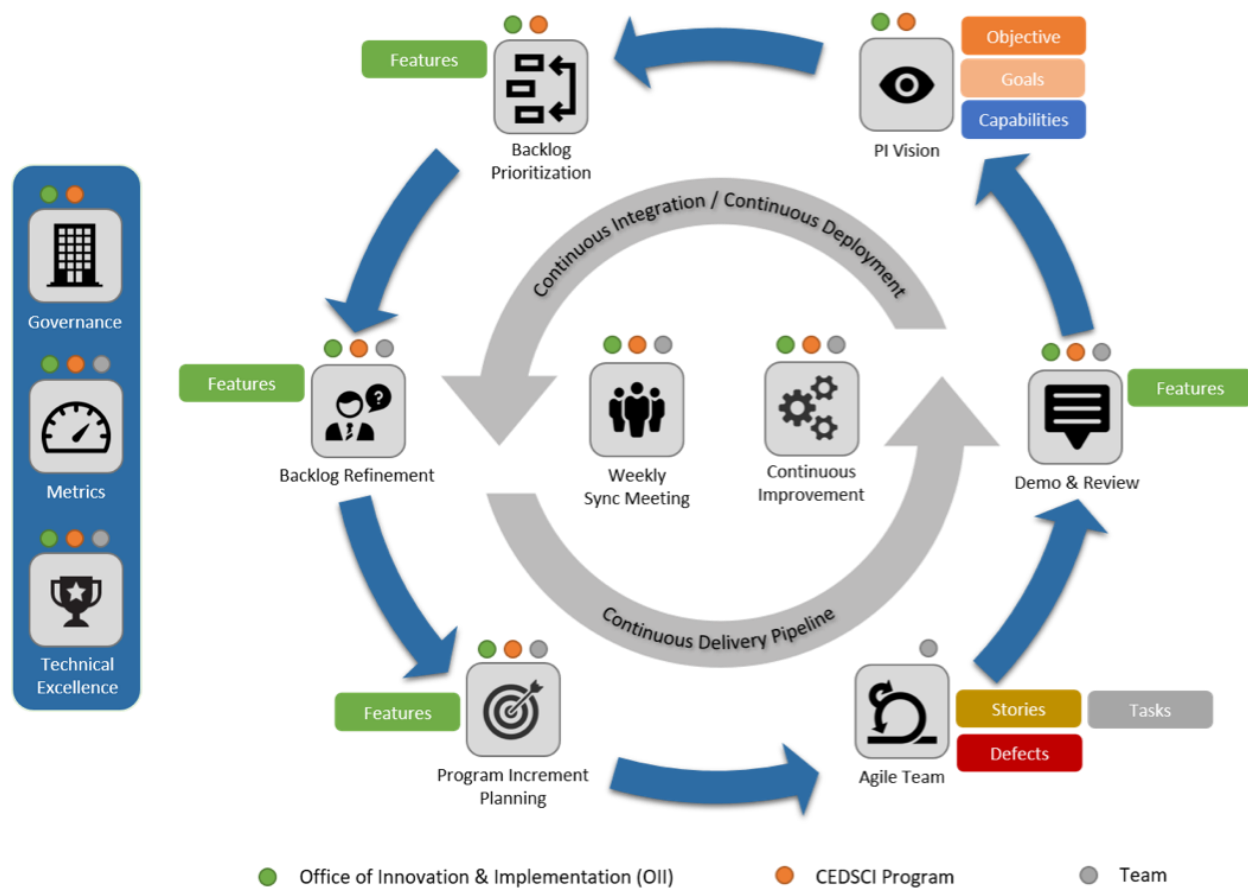 Objective
Goals
Capabilities
PI Vision
Features
Backlog
Prioritization
Governance
Metrics
Technical
Excellence
Continuous Integration / Continuous Deployment
Features
Backlog Refinement
Weekly
Sync Meeting
Continuous
Improvement
Features
Demo & Review
Continuous Delivery Pipeline
Features
Program Increment
Planning
Agile Team
Stories
Tasks
Defects
Office of Innovation & Implementation (OII)
CEDSCI Program
Team